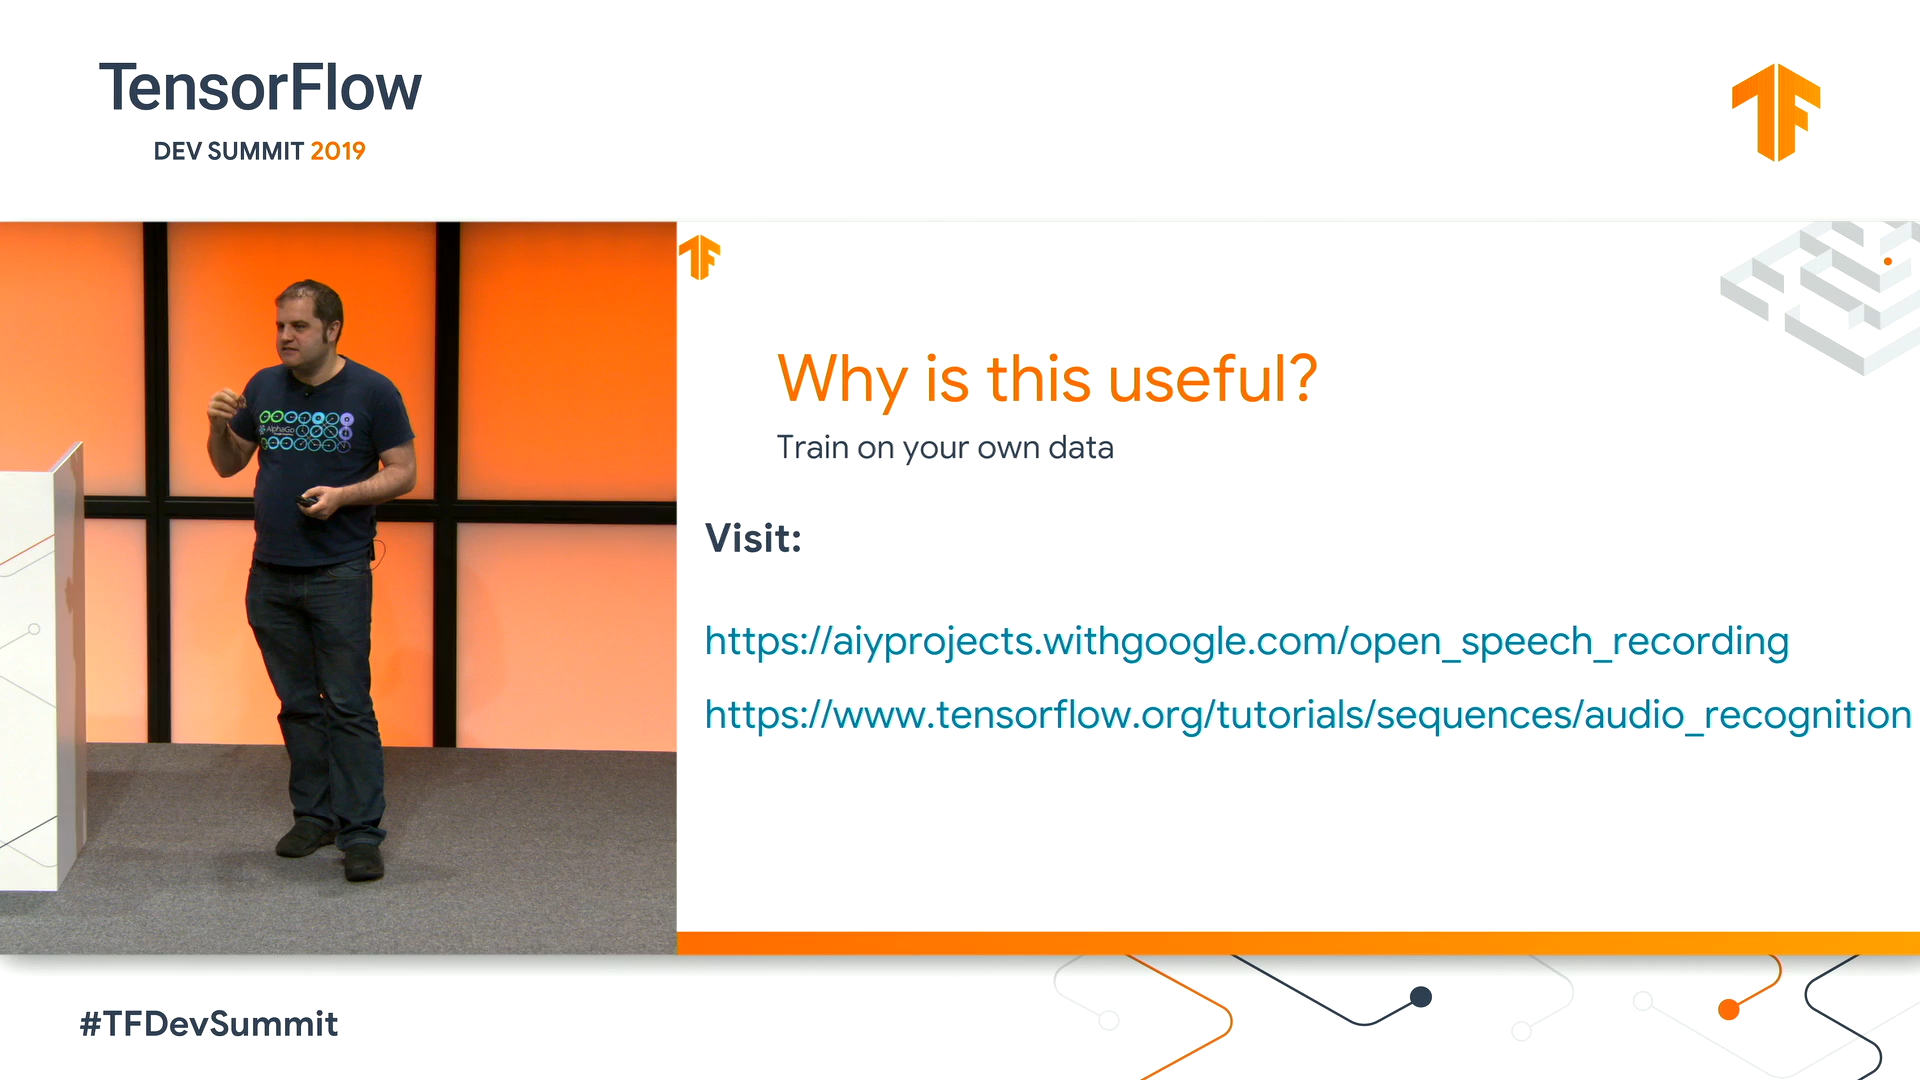 TensorFlow
DEV SUMMIT 2019
AlphaGo
Why is this useful?
Train on your own data
Visit:
https://aiyprojects.withgoogle.com/open_speech_recording
https://www.tensorflow.org/tutorials/sequences/audio_recognition
#TFDevSummit